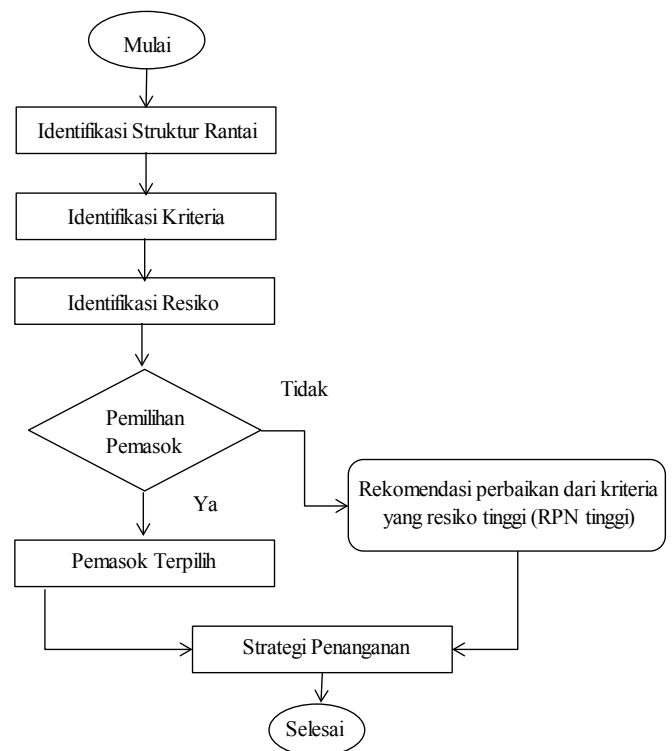 Mulai
Identifikasi Struktur Rantai
Identifikasi Kriteria
Identifikasi Resiko
Tidak
Pemilihan
Pemasok
Rekomendasi perbaikan dari kriteria
yang resiko tinggi (RPN tinggi)
Ya
Pemasok Terpilih
Strategi Penanganan
Selesai